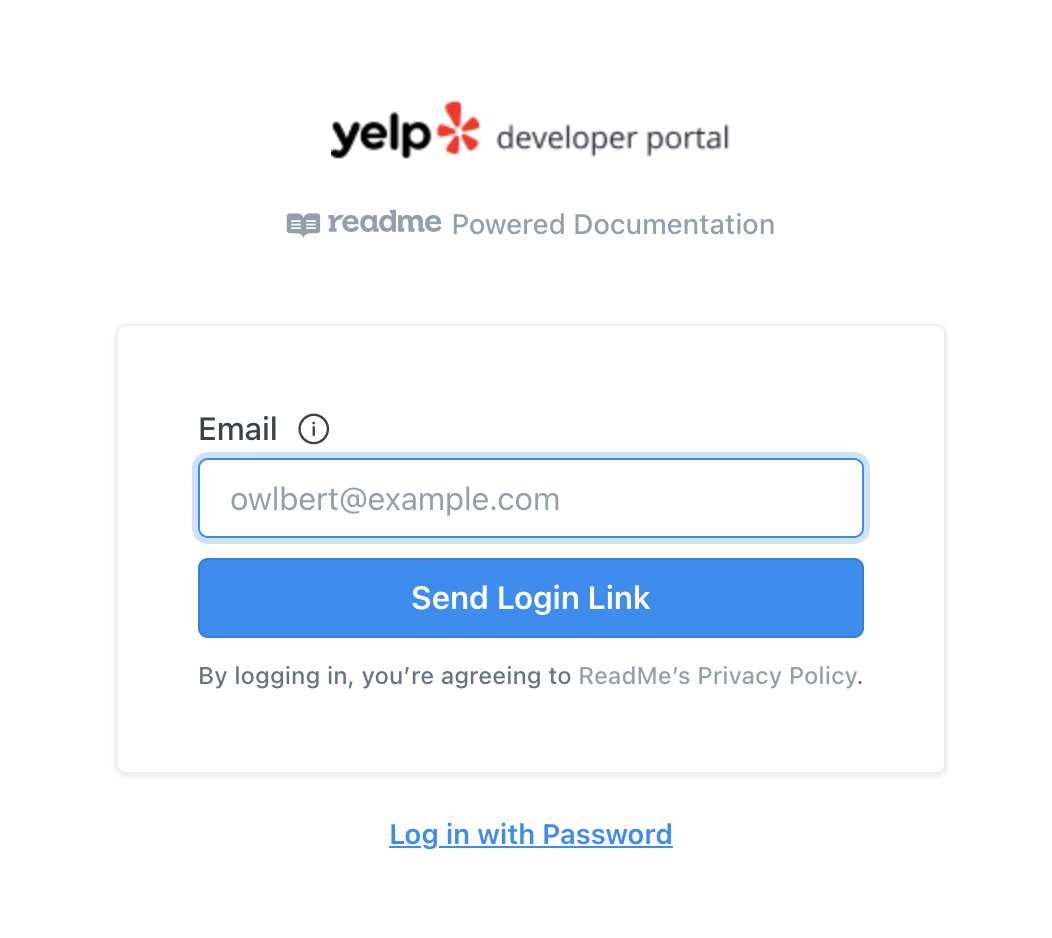 yelp developer portal
readme Powered Documentation
Email
owlbert@example.com
Send Login Link
By logging in, you’re agreeing to ReadMe’s Privacy Policy.
Log in with Password